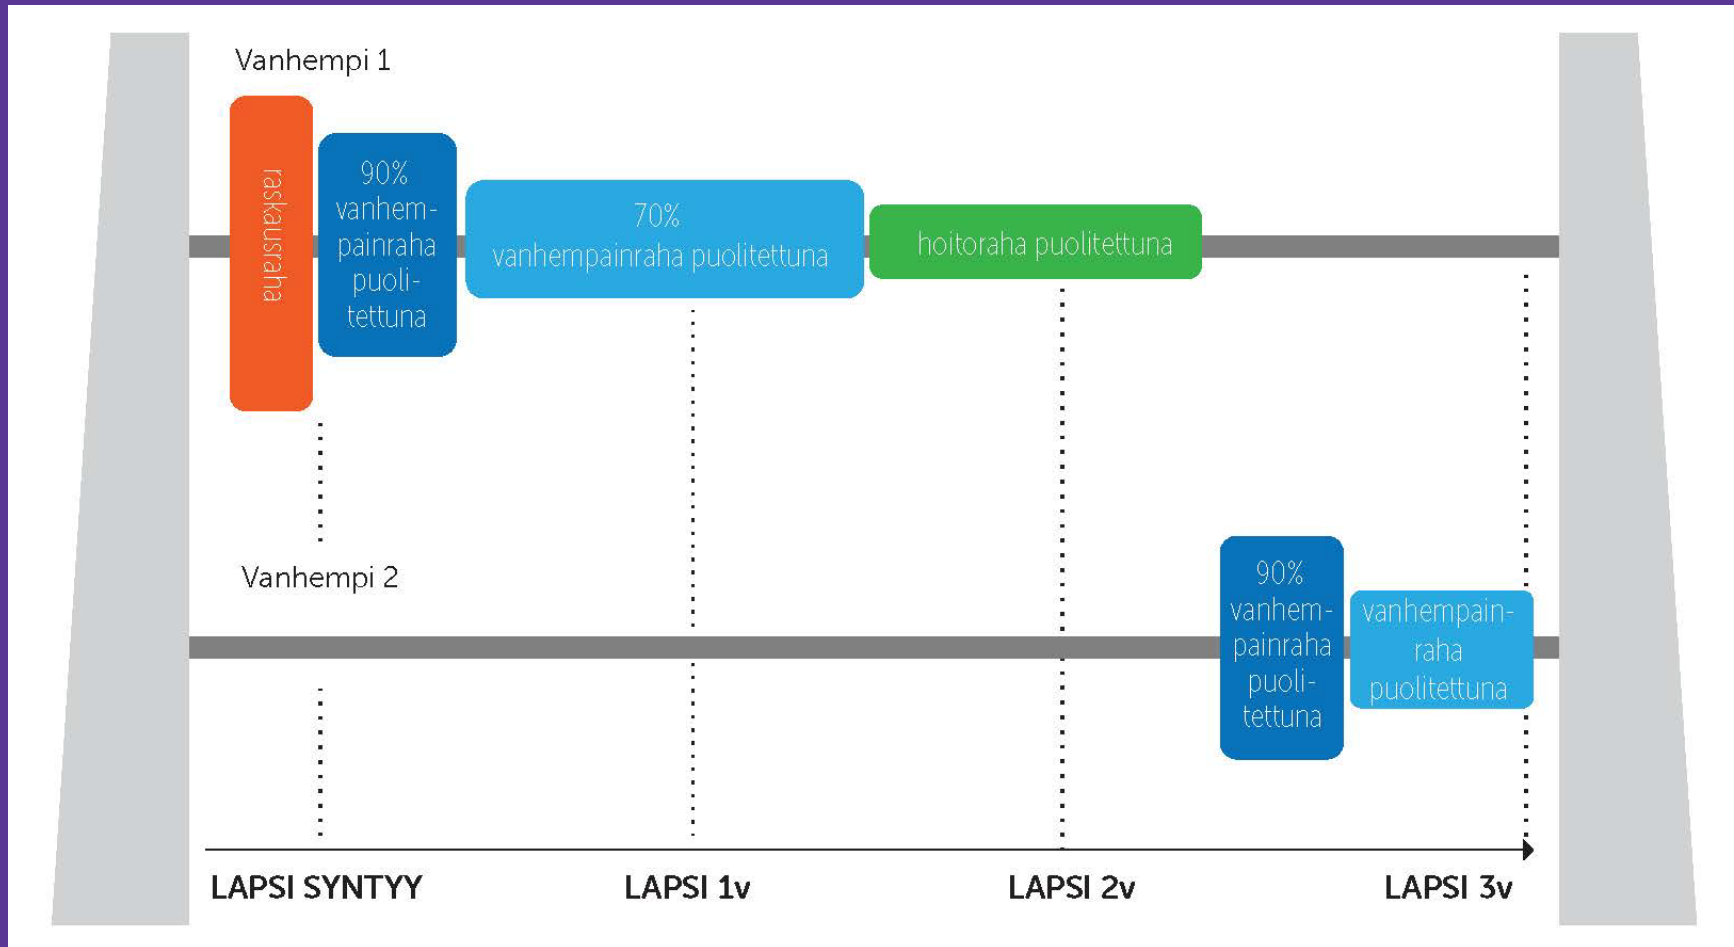 Vanhempi 1
raskausraha
90%
vanhem-
painraha
puoli-
tettuna
70%
vanhempainraha puolitettuna
hoitoraha puolitettuna
Vanhempi 2
90%
vanhem-
painraha
puoli-
tettuna
vanhempain-
raha
puolitettuna
LAPSI SYNTYY
LAPSI 1v
LAPSI 2v
LAPSI 3v